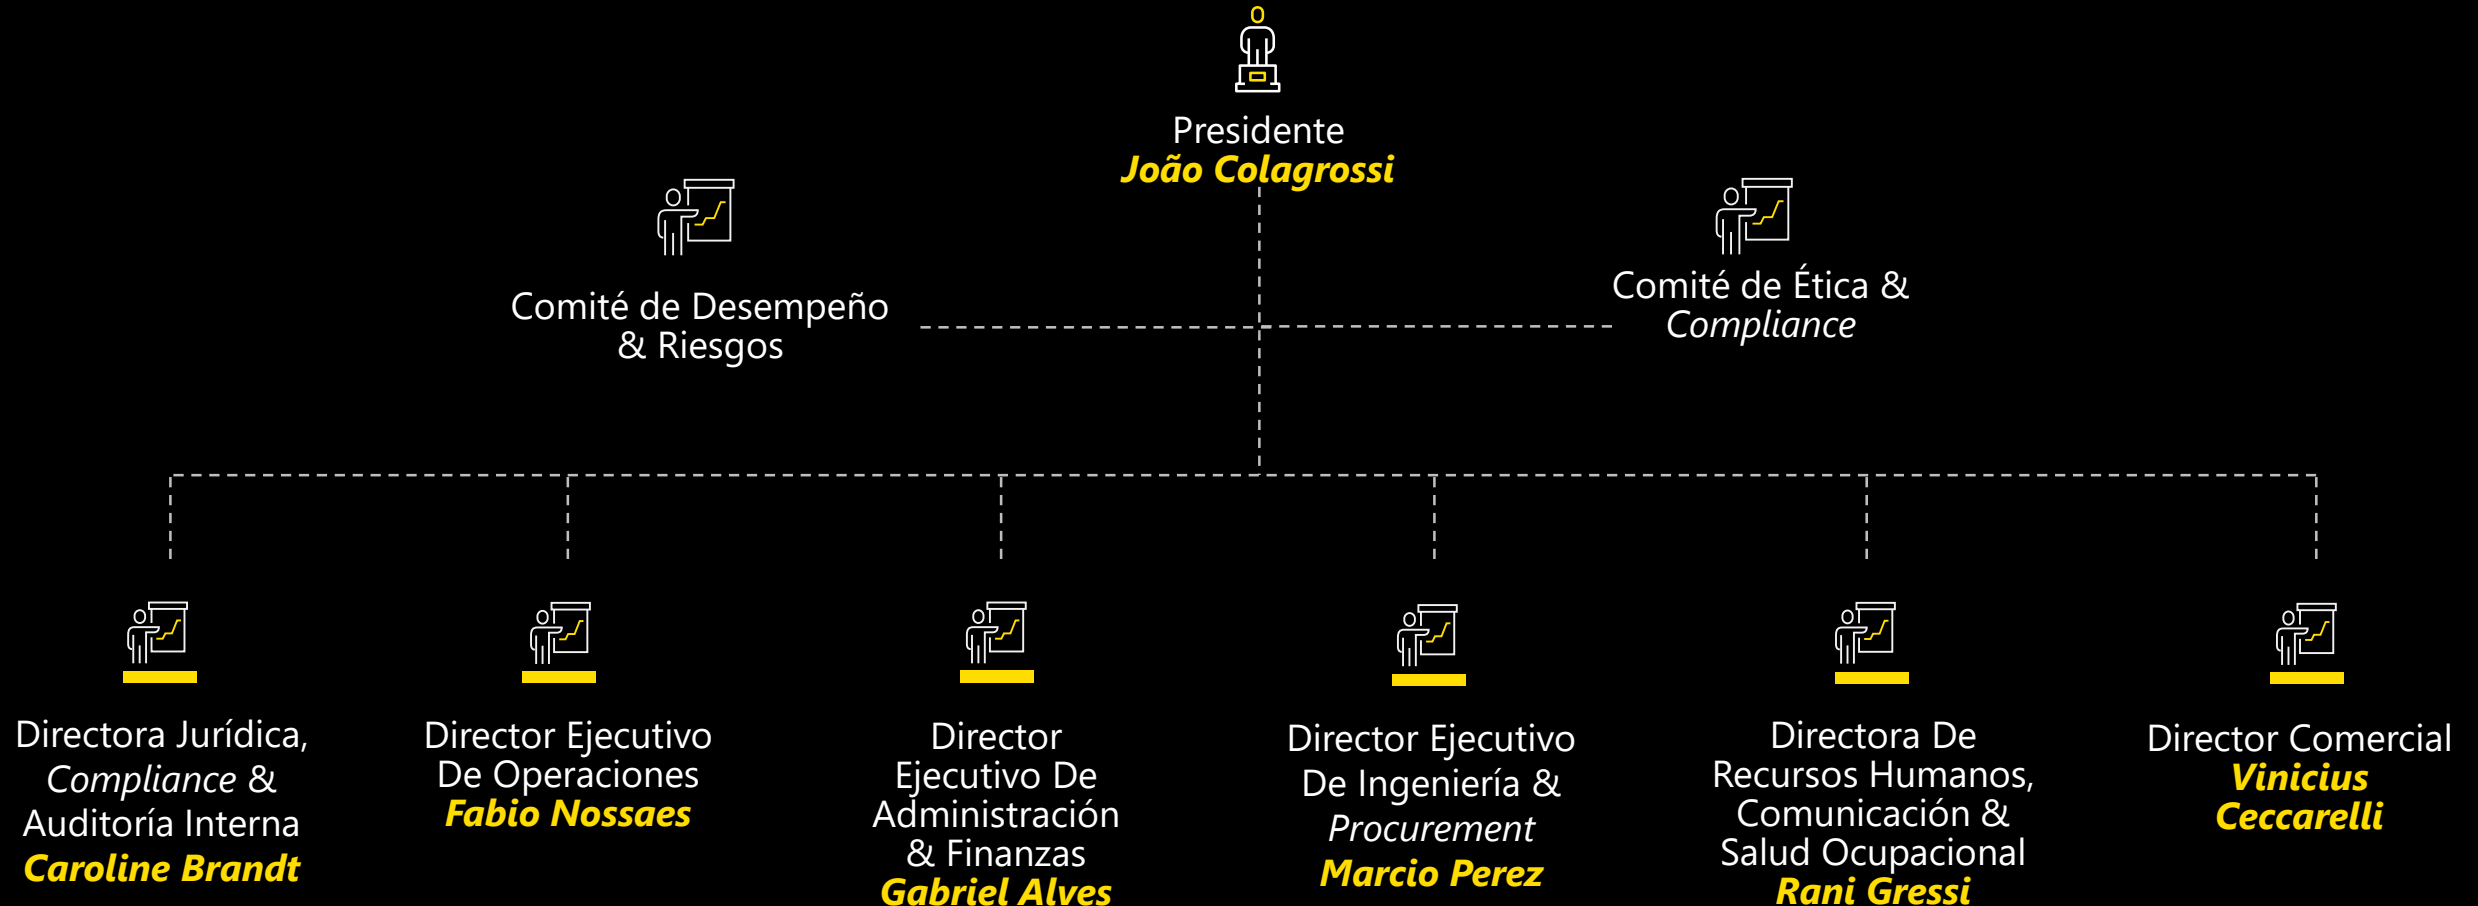 Presidente
João Colagrossi
Comité de Desempeño
& Riesgos
Comité de Ética &
Compliance
Directora Jurídica,
Compliance &
Auditoría Interna
Caroline Brandt
Director Ejecutivo
De Operaciones
Fabio Nossaes
Director
Ejecutivo De
Administración
& Finanzas
Gabriel Alves
Director Ejecutivo
De Ingeniería &
Procurement
Marcio Perez
Directora De
Recursos Humanos,
Comunicación &
Salud Ocupacional
Rani Gressi
Director Comercial
Vinicius
Ceccarelli